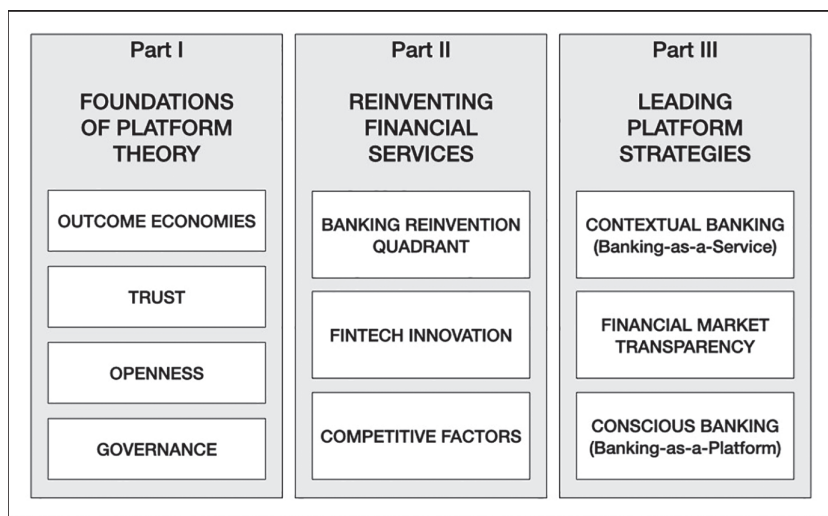 Part I
FOUNDATIONS
OF PLATFORM
THEORY
OUTCOME ECONOMIES
TRUST
OPENNESS
GOVERNANCE
Part II
REINVENTING
FINANCIAL
SERVICES
BANKING REINVENTION
QUADRANT
FINTECH INNOVATION
COMPETITIVE FACTORS
Part III
LEADING
PLATFORM
STRATEGIES
CONTEXTUAL BANKING
(Banking-as-a-Service)
FINANCIAL MARKET
TRANSPARENCY
CONSCIOUS BANKING
(Banking-as-a-Platform)